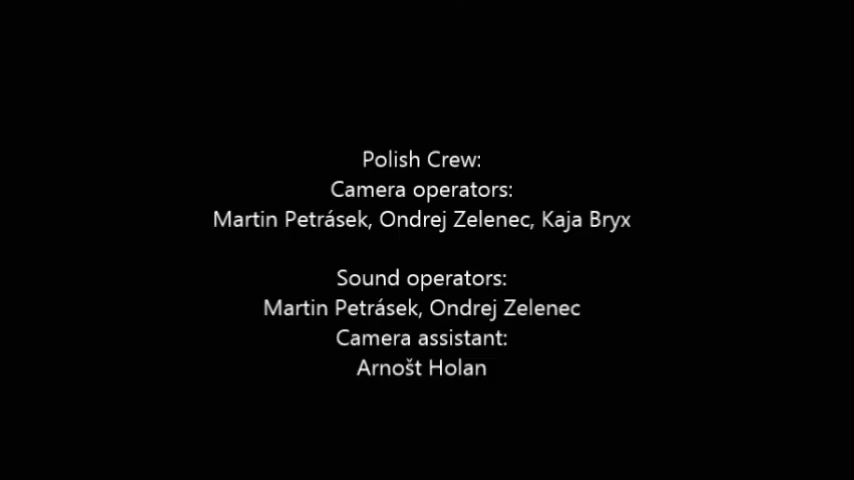 Polish Crew:
Camera operators:
Martin Petrásek, Ondrej Zelenec, Kaja Bryx
Sound operators:
Martin Petrásek, Ondrej Zelenec
Camera assistant:
Arnošt Holan